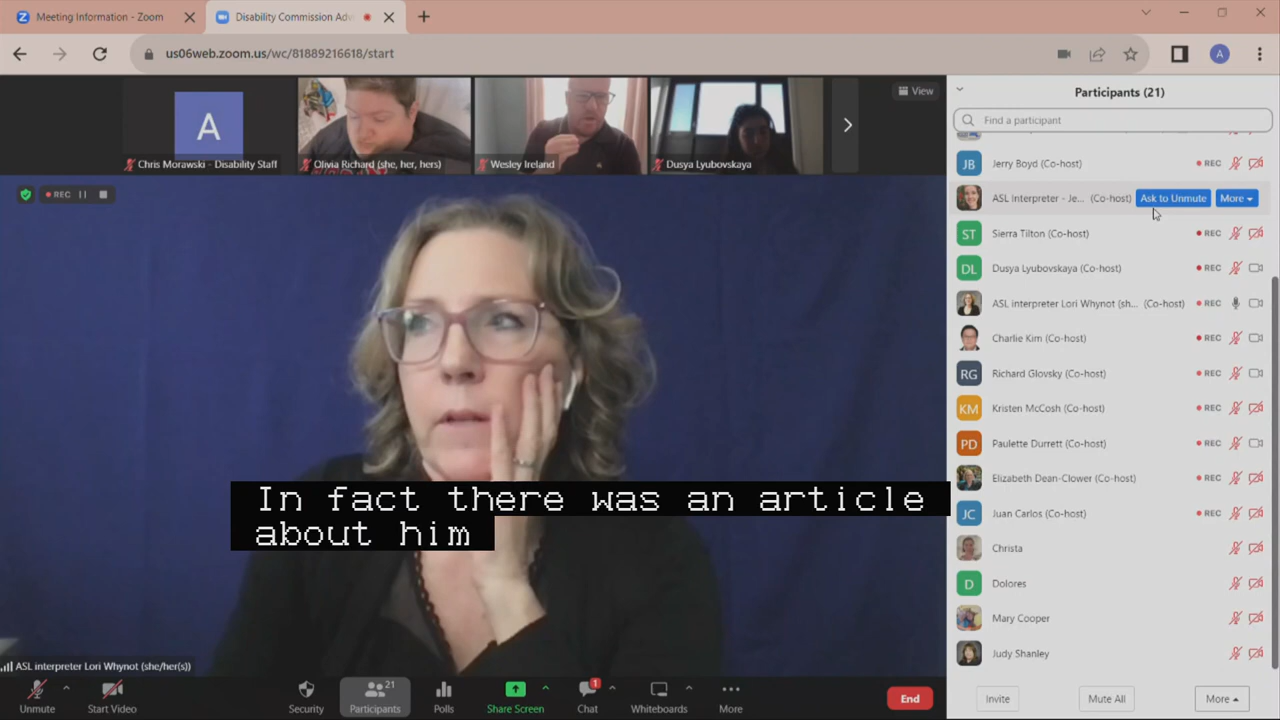 Meeting Information - Zoom
Disability Commission Adv
us06web.zoom.us/wc/81889216618/start
A
A
Chris Morawski - Disability Staff
Olivia Richard (she, her, hers)
Wesley Ireland
Dusya Lyubovskaya
View
REC
Participants (21)
Find a participant
JB
Jerry Boyd (Co-host)
REC
ASL Interpreter - Je... (Co-host)
Ask to Unmute
More
ST
Sierra Tilton (Co-host)
REC
DL
Dusya Lyubovskaya (Co-host)
REC
ASL interpreter Lori Whynot (sh... (Co-host)
REC
Charlie Kim (Co-host)
REC
RG
Richard Glovsky (Co-host)
REC
KM
Kristen McCosh (Co-host)
REC
PD
Paulette Durrett (Co-host)
REC
Elizabeth Dean-Clower (Co-host)
REC
JC
Juan Carlos (Co-host)
REC
Christa
D
Dolores
Mary Cooper
Judy Shanley
In fact there was an article
about him
ASL interpreter Lori Whynot (she/her(s))
Unmute
Start Video
Security
21
Participants
Polls
Share Screen
1
Chat
Whiteboards
More
End
Invite
Mute All
More